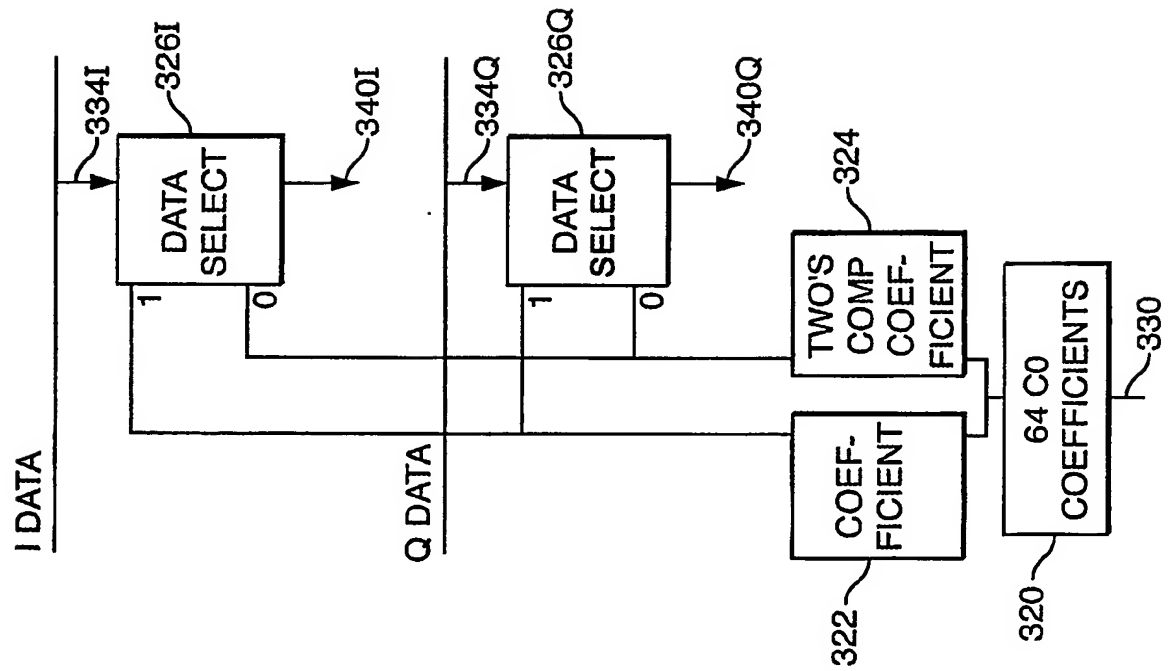 I DATA
334I
326I
DATA
SELECT
1
0
340I
Q DATA
334Q
326Q
DATA
SELECT
1
0
340Q
322
COEF-
FICIENT
324
TWO'S
COMP
COEF-
FICIENT
320
64 C0
COEFFICIENTS
330